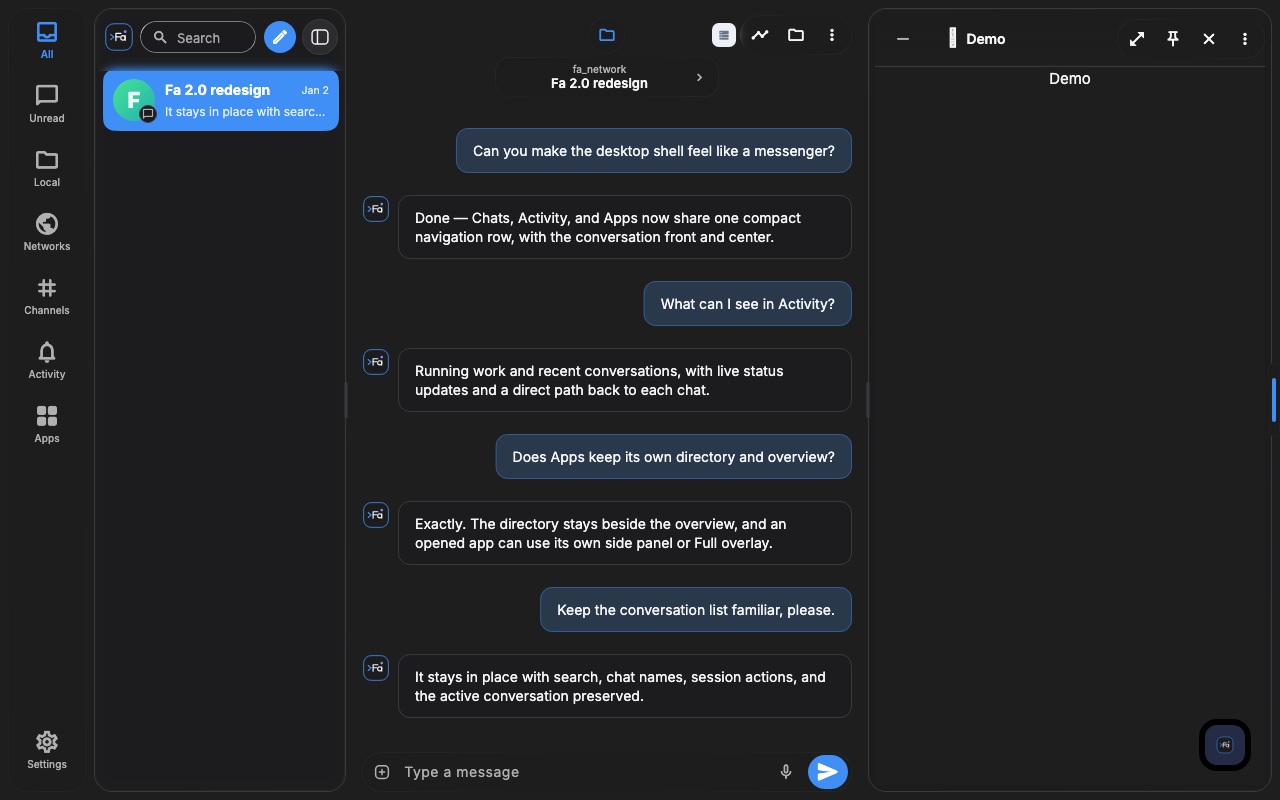 All
Unread
Local
Networks
Channels
Activity
Apps
Settings
>Fa
Search
F
Fa 2.0 redesign
Jan 2
It stays in place with searc...
fa_network
Fa 2.0 redesign
Can you make the desktop shell feel like a messenger?
>Fa
Done — Chats, Activity, and Apps now share one compact
navigation row, with the conversation front and center.
What can I see in Activity?
>Fa
Running work and recent conversations, with live status
updates and a direct path back to each chat.
Does Apps keep its own directory and overview?
>Fa
Exactly. The directory stays beside the overview, and an
opened app can use its own side panel or Full overlay.
Keep the conversation list familiar, please.
>Fa
It stays in place with search, chat names, session actions, and
the active conversation preserved.
Type a message
Demo
Demo
>Fa